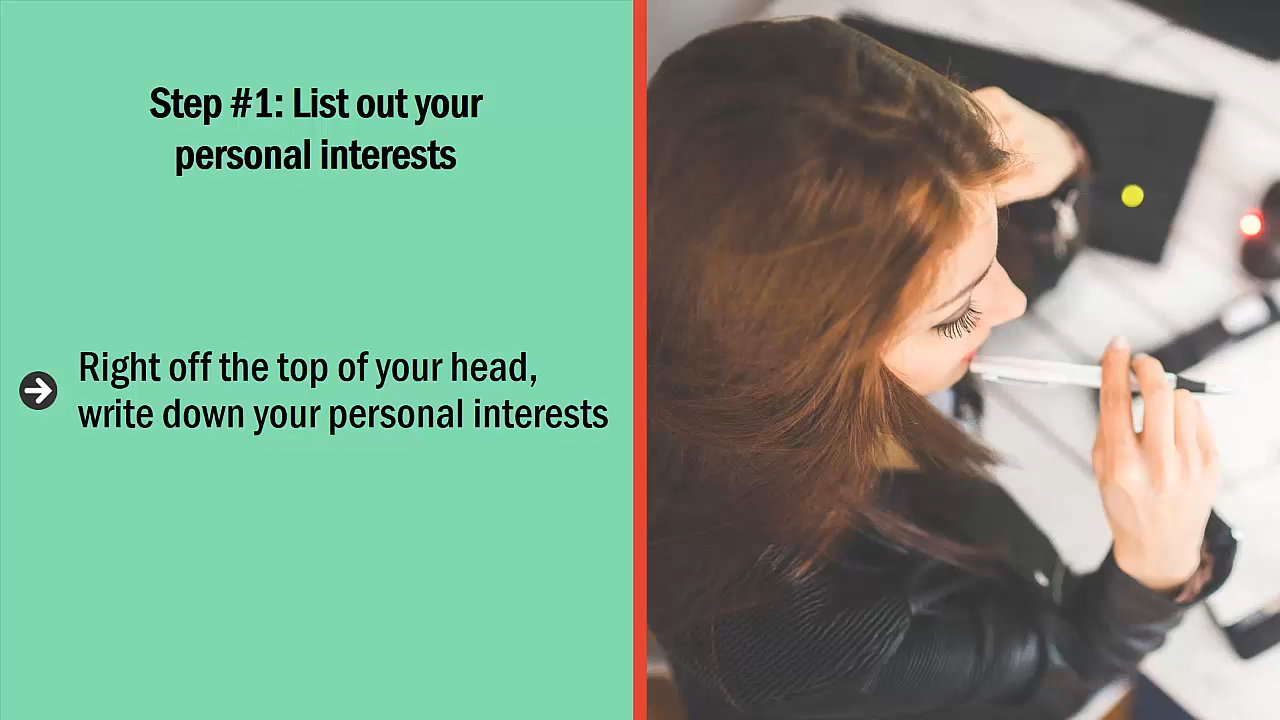 Step #1: List out your
personal interests
Right off the top of your head,
write down your personal interests